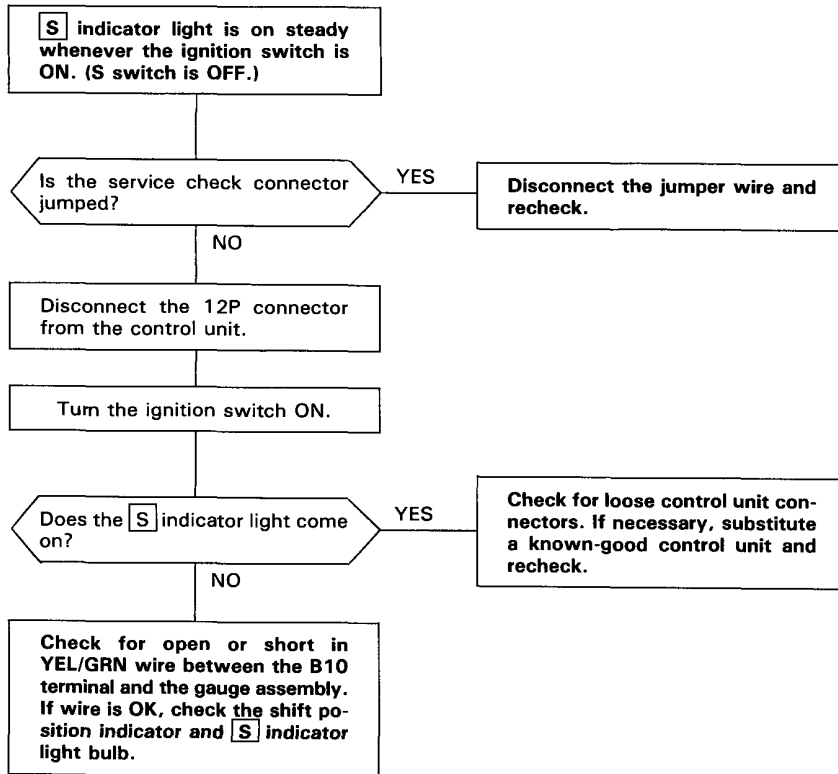 S indicator light is on steady
whenever the ignition switch is
ON. (S switch is OFF.)
Is the service check connector
jumped?
YES
Disconnect the jumper wire and
recheck.
NO
Disconnect the 12P connector
from the control unit.
Turn the ignition switch ON.
Does the S indicator light come
on?
YES
Check for loose control unit con-
nectors. If necessary, substitute
a known-good control unit and
recheck.
NO
Check for open or short in
YEL/GRN wire between the B10
terminal and the gauge assembly.
If wire is OK, check the shift po-
sition indicator and S indicator
light bulb.